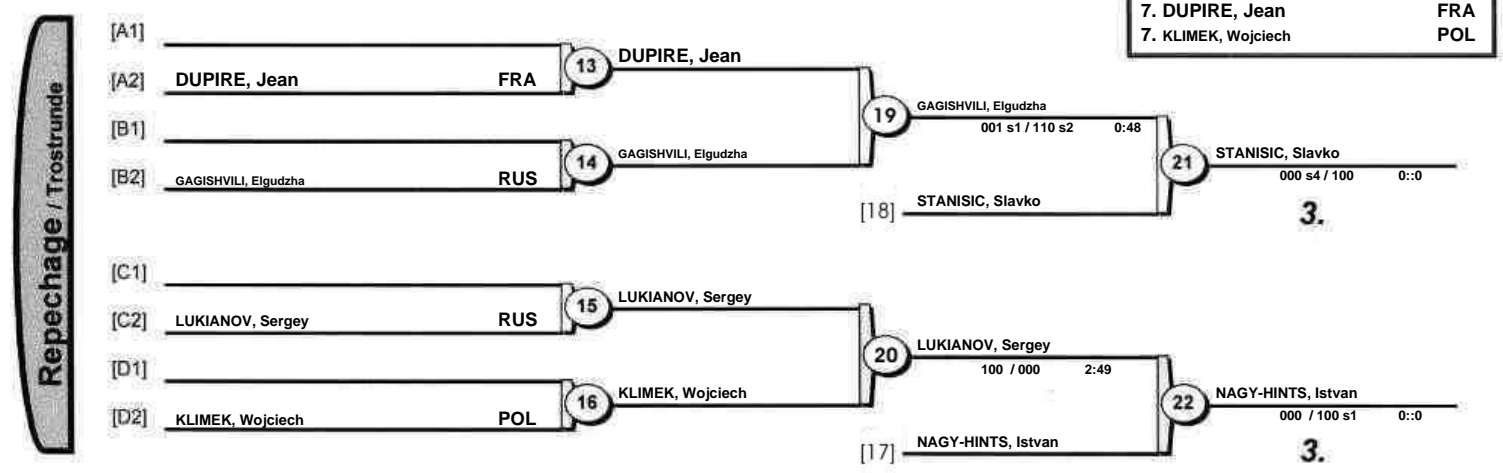 7. DUPIRE, Jean FRA
7. KLIMEK, Wojciech POL
Repechage / Trostrunde
[A1]
[A2] DUPIRE, Jean FRA
13 DUPIRE, Jean
[B1]
[B2] GAGISHVILI, Elgudzha RUS
14 GAGISHVILI, Elgudzha
19 GAGISHVILI, Elgudzha
001 s1 / 110 s2 0:48
[18] STANISIC, Slavko
21 STANISIC, Slavko
000 s4 / 100 0::0
3.
[C1]
[C2] LUKIANOV, Sergey RUS
15 LUKIANOV, Sergey
[D1]
[D2] KLIMEK, Wojciech POL
16 KLIMEK, Wojciech
20 LUKIANOV, Sergey
100 / 000 2:49
[17] NAGY-HINTS, Istvan
22 NAGY-HINTS, Istvan
000 / 100 s1 0::0
3.